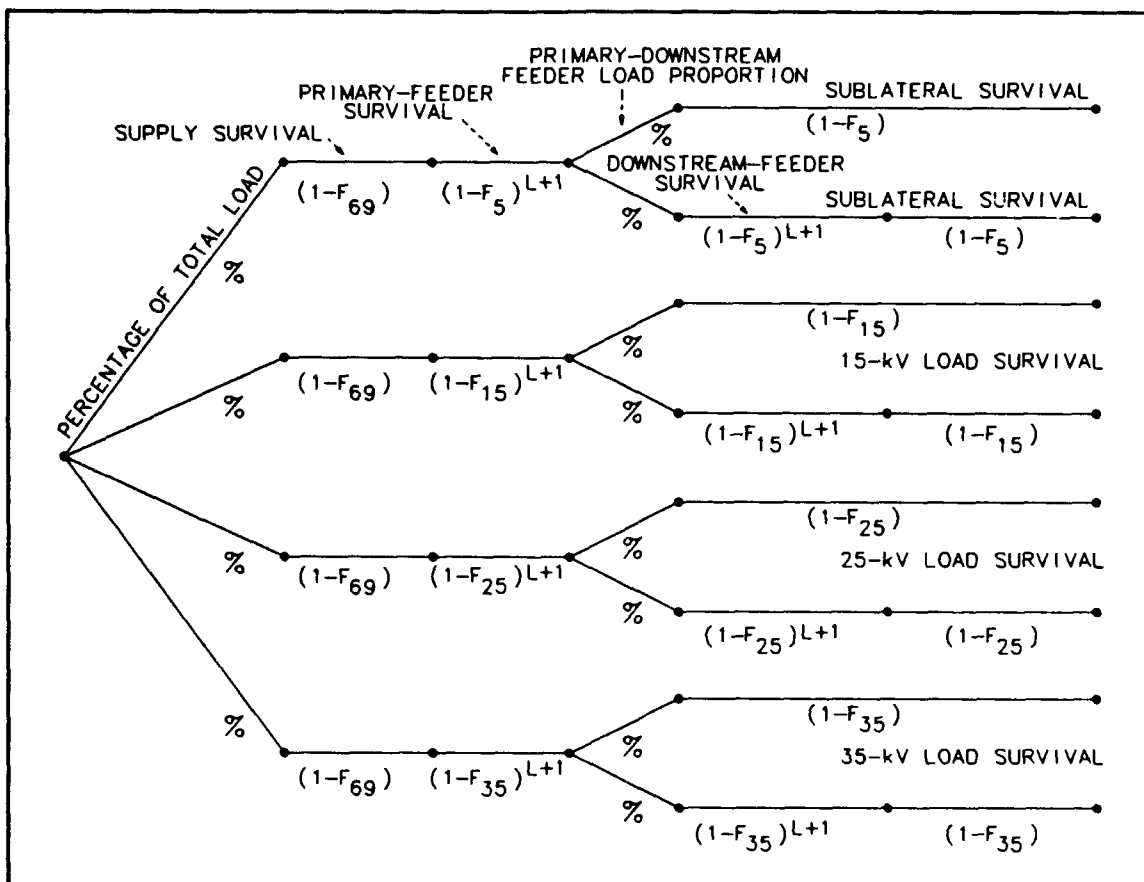 PRIMARY–DOWNSTREAM
FEEDER LOAD PROPORTION
PRIMARY–FEEDER
SURVIVAL
SUPPLY SURVIVAL
SUBLATERAL SURVIVAL
%
(1–F5)
(1–F69)
(1–F5)L+1
DOWNSTREAM–FEEDER
SURVIVAL
SUBLATERAL SURVIVAL
%
(1–F5)L+1
(1–F5)
PERCENTAGE OF TOTAL LOAD
%
%
(1–F15)
15–kV LOAD SURVIVAL
%
(1–F69)
(1–F15)L+1
%
(1–F15)L+1
(1–F15)
%
(1–F25)
25–kV LOAD SURVIVAL
%
(1–F69)
(1–F25)L+1
%
(1–F25)L+1
(1–F25)
%
(1–F35)
35–kV LOAD SURVIVAL
%
(1–F69)
(1–F35)L+1
%
(1–F35)L+1
(1–F35)